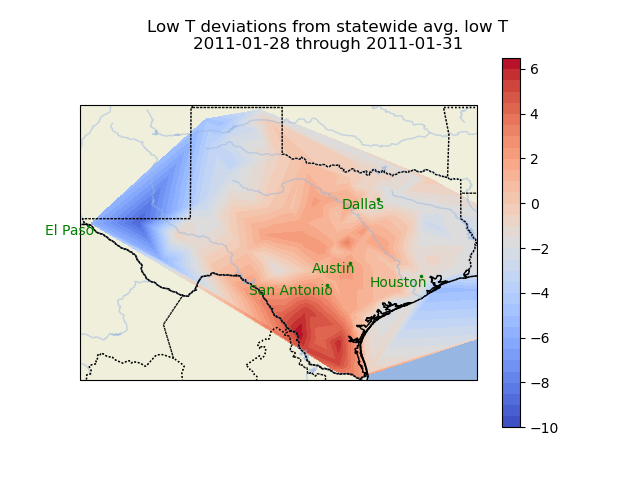 Low T deviations from statewide avg. low T
2011-01-28 through 2011-01-31
6
4
2
0
−2
−4
−6
−8
−10
Dallas
El Paso
Austin
Houston
San Antonio